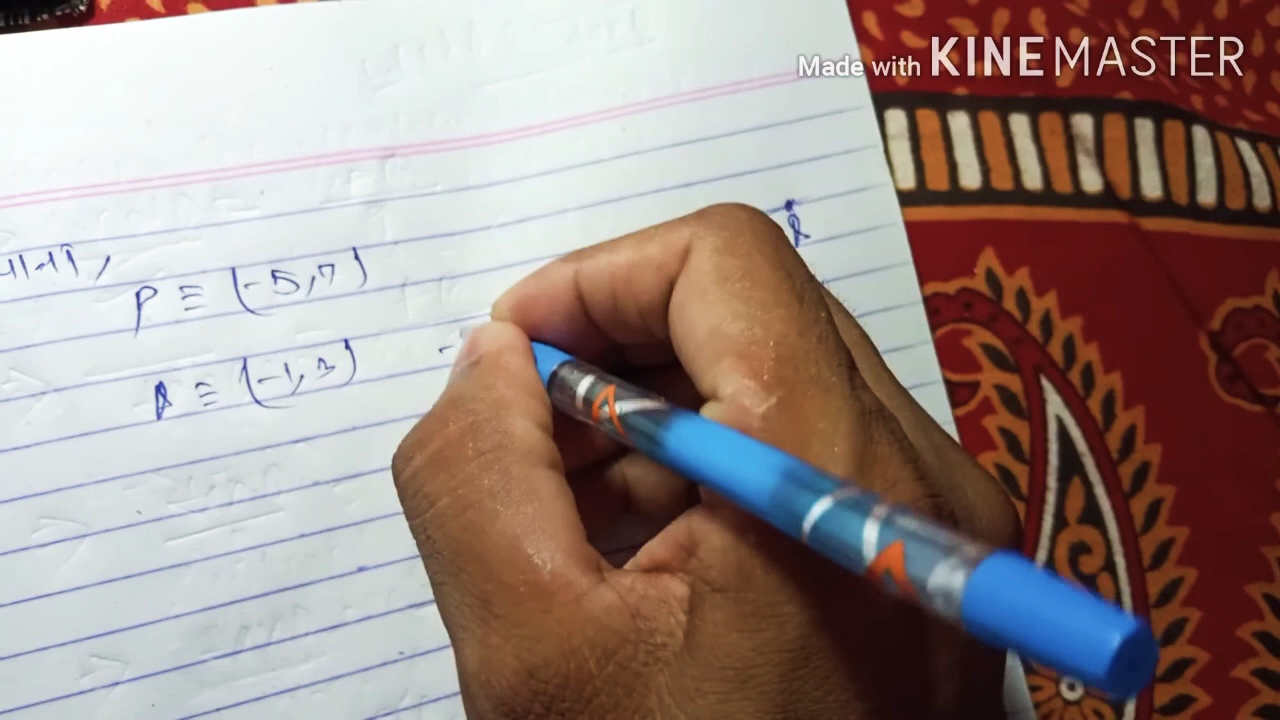 Made with KINEMASTER
माना,
P ≡ (-5,7)
Q ≡ (-1,3)